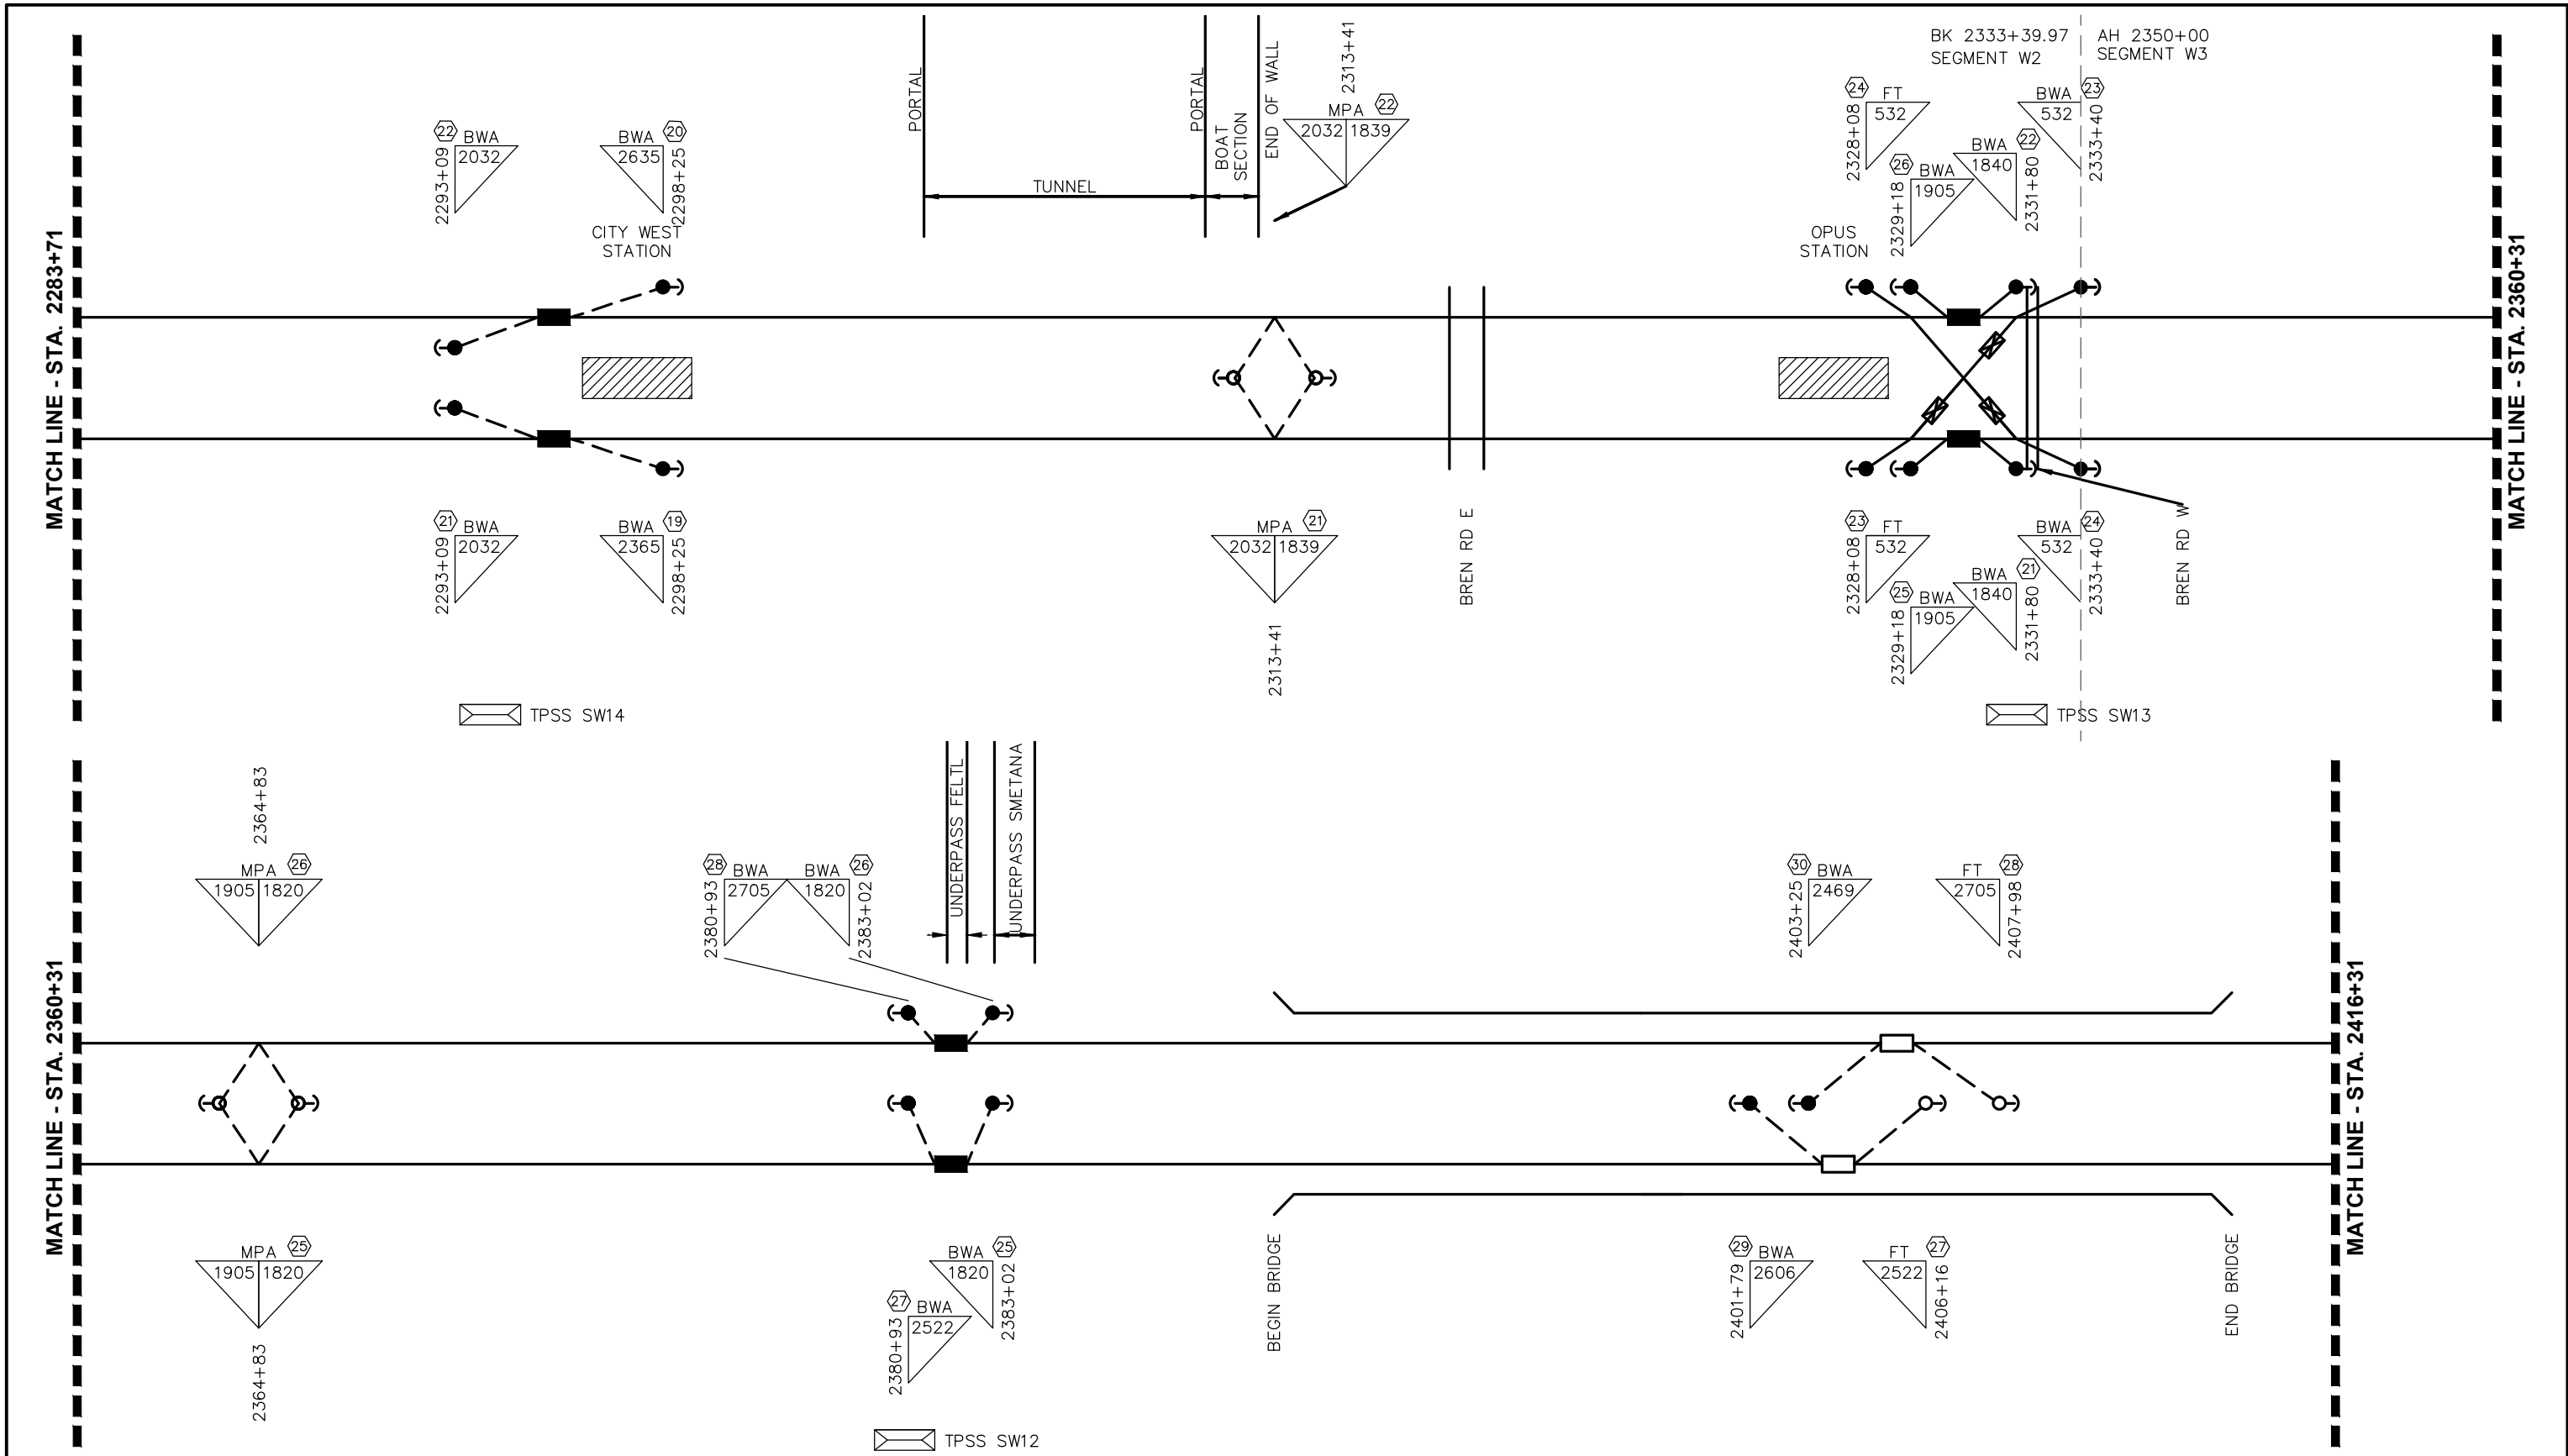 BK 2333+39.97
SEGMENT W2
AH 2350+00
SEGMENT W3
MATCH LINE - STA. 2283+71
22
BWA
2032
2293+09
BWA
20
2635
2298+25
CITY WEST
STATION
PORTAL
TUNNEL
PORTAL
BOAT
SECTION
END OF WALL
2313+41
MPA
22
2032
1839
24
FT
532
2328+08
26
BWA
1905
2329+18
BWA
22
1840
2331+80
BWA
23
532
2333+40
OPUS
STATION
MATCH LINE - STA. 2360+31
21
BWA
2032
2293+09
BWA
19
2365
2298+25
MPA
21
2032
1839
2313+41
BREN RD E
23
FT
532
2328+08
25
BWA
1905
2329+18
BWA
21
1840
2331+80
BWA
24
532
2333+40
BREN RD W
TPSS SW14
TPSS SW13
MATCH LINE - STA. 2360+31
2364+83
MPA
26
1905
1820
28
BWA
2705
2380+93
BWA
26
1820
2383+02
UNDERPASS FELTL
UNDERPASS SMETANA
30
BWA
2469
2403+25
FT
28
2705
2407+98
MATCH LINE - STA. 2416+31
MPA
25
1905
1820
2364+83
27
BWA
2522
2380+93
BWA
25
1820
2383+02
BEGIN BRIDGE
29
BWA
2606
2401+79
FT
27
2522
2406+16
END BRIDGE
TPSS SW12